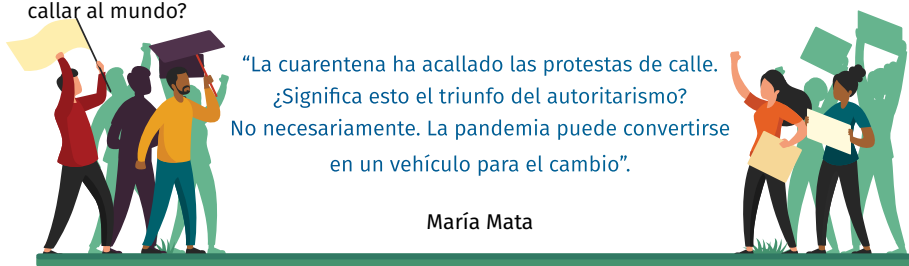 callar al mundo?
“La cuarentena ha acallado las protestas de calle.
¿Significa esto el triunfo del autoritarismo?
No necesariamente. La pandemia puede convertirse
en un vehículo para el cambio”.
María Mata